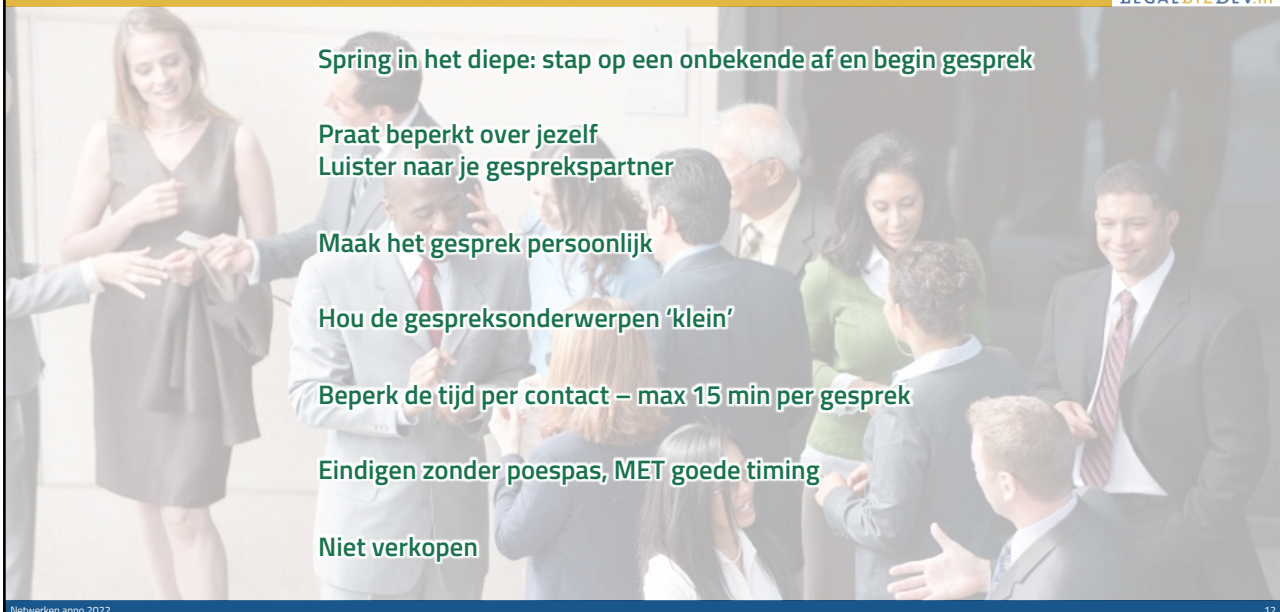 Spring in het diepe: stap op een onbekende af en begin gesprek
Praat beperkt over jezelf
Luister naar je gesprekspartner
Maak het gesprek persoonlijk
Hou de gespreksonderwerpen ‘klein’
Beperk de tijd per contact – max 15 min per gesprek
Eindigen zonder poespas, MET goede timing
Niet verkopen
Netwerken anno 2022
12